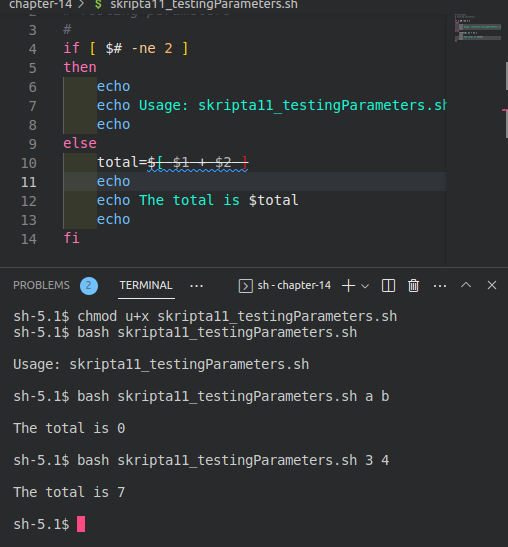 chapter-14 > $ skripta11_testingParameters.sh
3 #
4 if [ $# -ne 2 ]
5 then
6 echo
7 echo Usage: skripta11_testingParameters.sh
8 echo
9 else
10 total=$[ $1 + $2 ]
11 echo
12 echo The total is $total
13 echo
14 fi
PROBLEMS 2 TERMINAL ··· sh - chapter-14
sh-5.1$ chmod u+x skripta11_testingParameters.sh
sh-5.1$ bash skripta11_testingParameters.sh
Usage: skripta11_testingParameters.sh
sh-5.1$ bash skripta11_testingParameters.sh a b
The total is 0
sh-5.1$ bash skripta11_testingParameters.sh 3 4
The total is 7
sh-5.1$